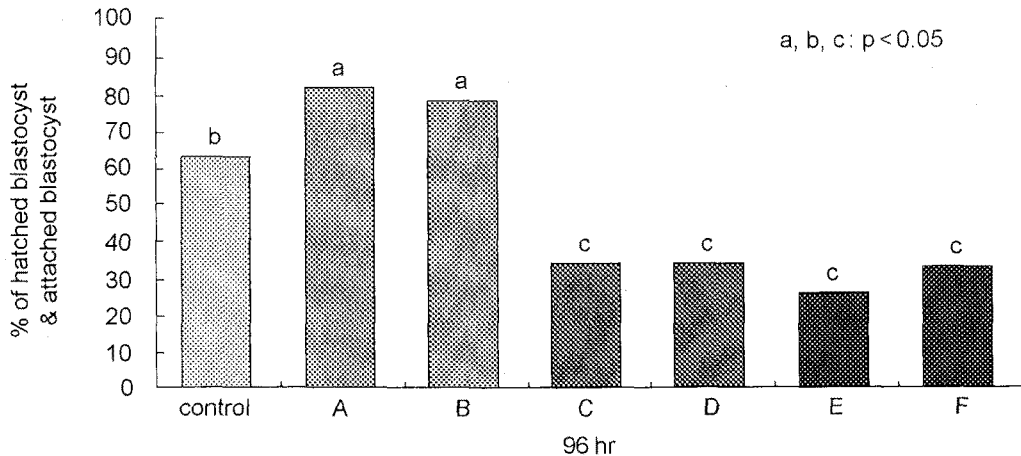 100
90
80
70
60
50
40
30
20
10
0
% of hatched blastocyst
& attached blastocyst
a, b, c : p<0.05
b
a
a
c
c
c
c
control A B C D E F
96 hr